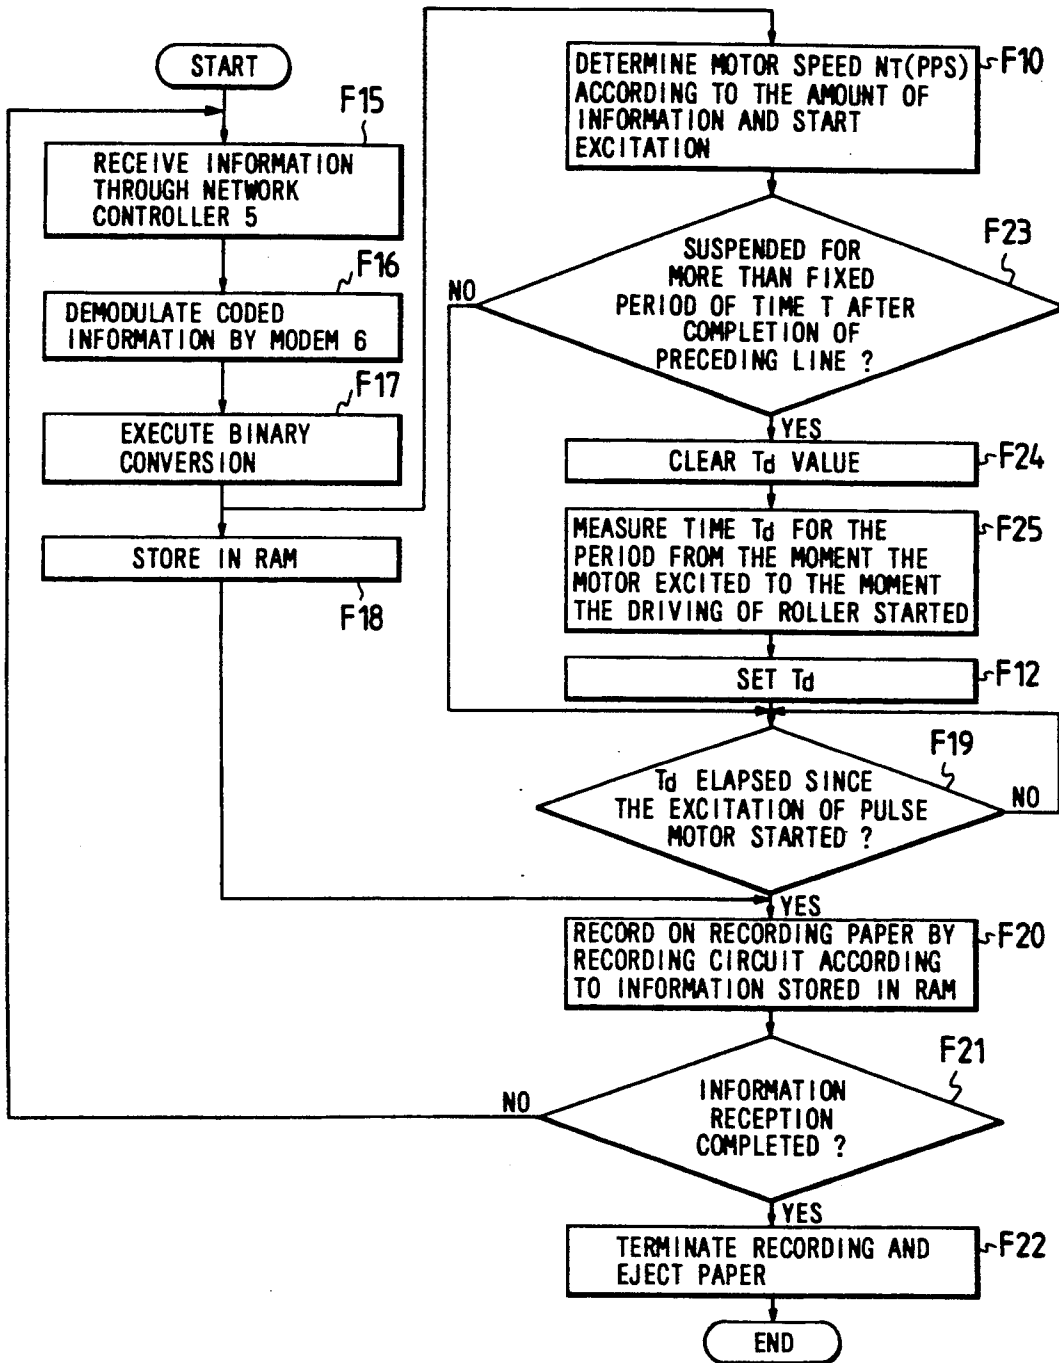 START
F15
RECEIVE INFORMATION
THROUGH NETWORK
CONTROLLER 5
F16
DEMODULATE CODED
INFORMATION BY MODEM 6
F17
EXECUTE BINARY
CONVERSION
STORE IN RAM
F18
DETERMINE MOTOR SPEED NT(PPS)
ACCORDING TO THE AMOUNT OF
INFORMATION AND START
EXCITATION
F10
SUSPENDED FOR
MORE THAN FIXED
PERIOD OF TIME T AFTER
COMPLETION OF
PRECEDING LINE ?
F23
NO
YES
CLEAR Td VALUE
F24
MEASURE TIME Td FOR THE
PERIOD FROM THE MOMENT THE
MOTOR EXCITED TO THE MOMENT
THE DRIVING OF ROLLER STARTED
F25
SET Td
F12
F19
Td ELAPSED SINCE
THE EXCITATION OF PULSE
MOTOR STARTED ?
NO
YES
RECORD ON RECORDING PAPER BY
RECORDING CIRCUIT ACCORDING
TO INFORMATION STORED IN RAM
F20
F21
INFORMATION
RECEPTION
COMPLETED ?
NO
YES
TERMINATE RECORDING AND
EJECT PAPER
F22
END